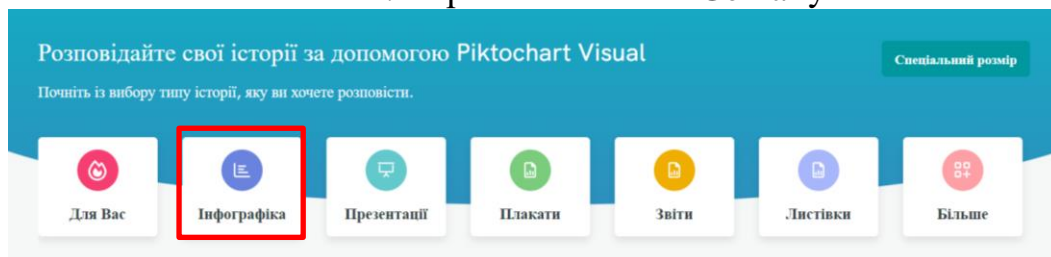 Розповідайте свої історії за допомогою Piktochart Visual
Спеціальний розмір
Почніть із вибору типу історії, яку ви хочете розповісти.
Для Вас
Інфографіка
Презентації
Плакати
Звіти
Листівки
Більше